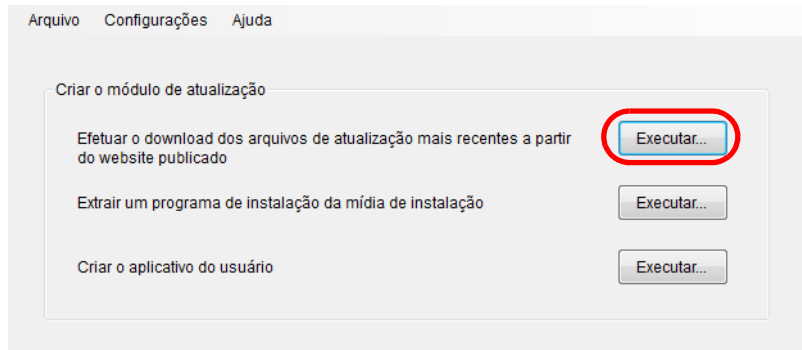 Arquivo Configurações Ajuda
Criar o módulo de atualização
Efetuar o download dos arquivos de atualização mais recentes a partir
do website publicado
Executar...
Extrair um programa de instalação da mídia de instalação
Executar...
Criar o aplicativo do usuário
Executar...